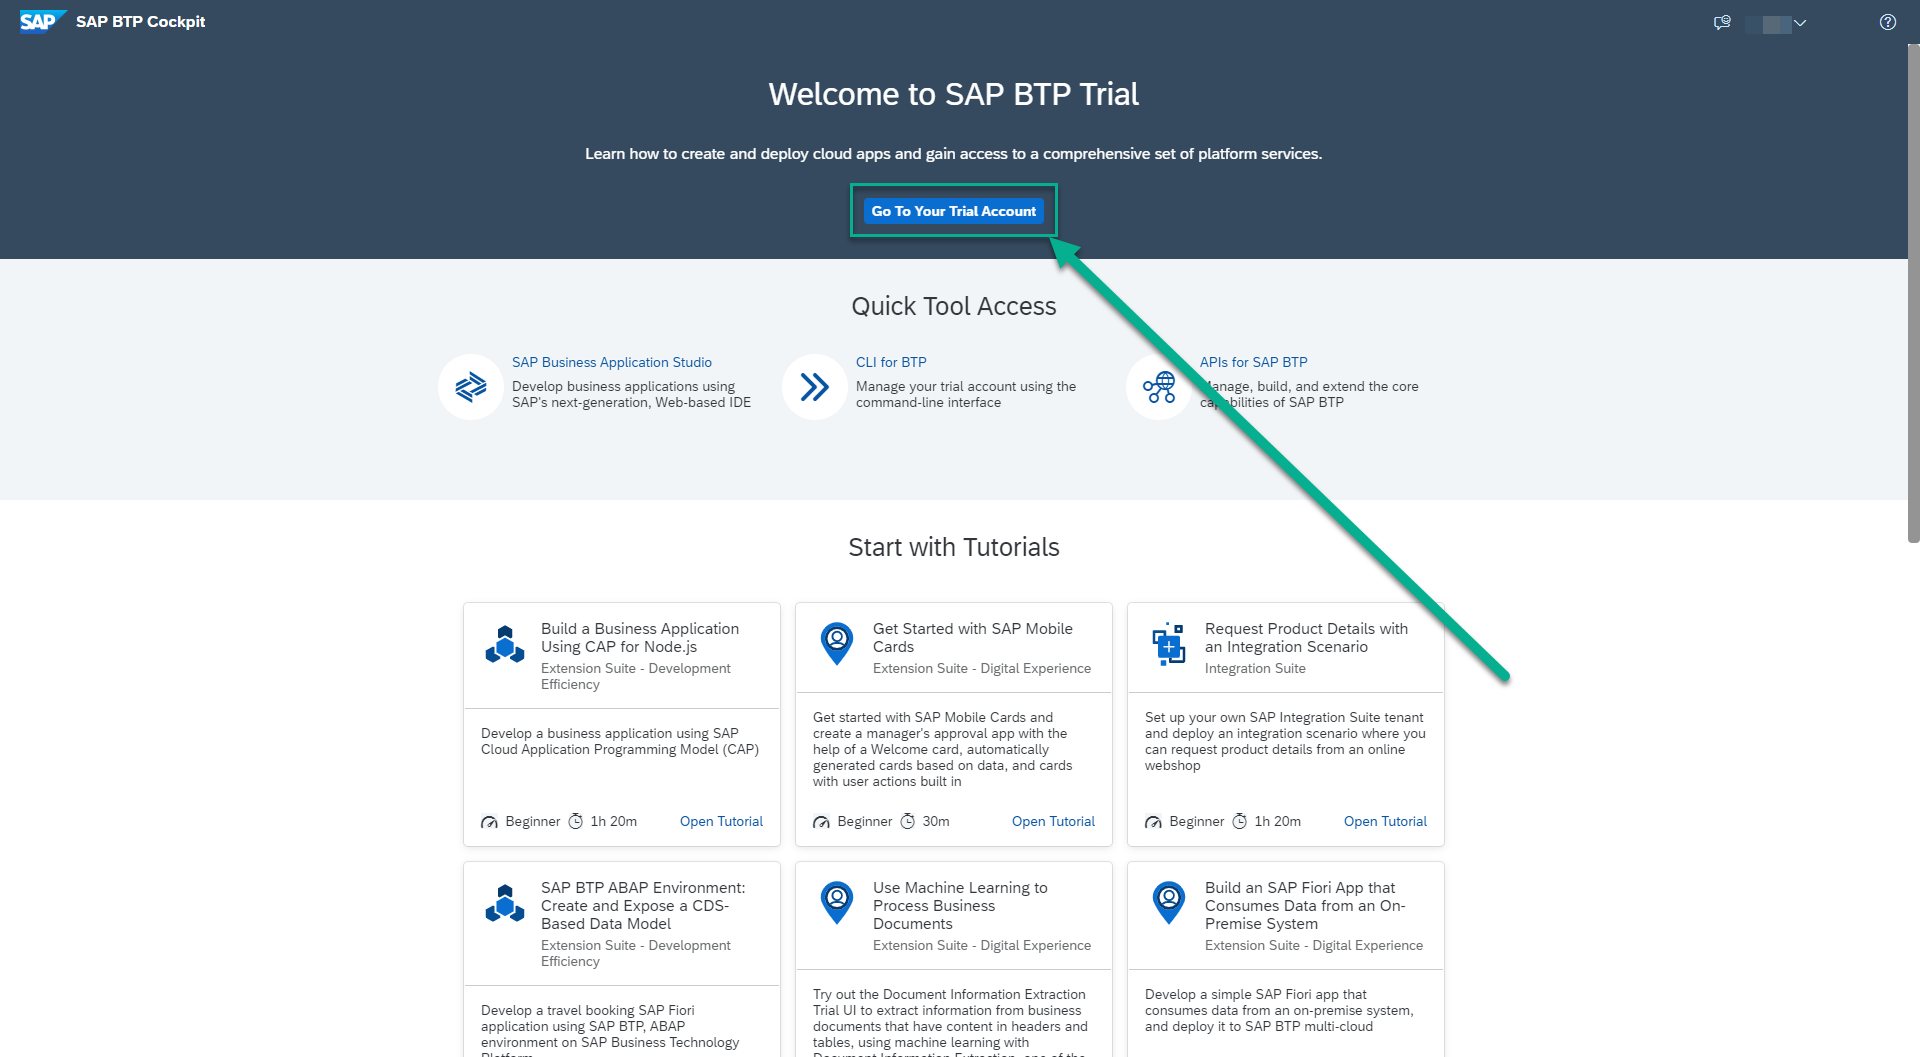 SAP SAP BTP Cockpit
Welcome to SAP BTP Trial
Learn how to create and deploy cloud apps and gain access to a comprehensive set of platform services.
Go To Your Trial Account
Quick Tool Access
SAP Business Application Studio
Develop business applications using
SAP's next-generation, Web-based IDE
CLI for BTP
Manage your trial account using the
command-line interface
APIs for SAP BTP
Manage, build, and extend the core
capabilities of SAP BTP
Start with Tutorials
Build a Business Application
Using CAP for Node.js
Extension Suite - Development
Efficiency
Develop a business application using SAP
Cloud Application Programming Model (CAP)
Beginner 1h 20m Open Tutorial
Get Started with SAP Mobile
Cards
Extension Suite - Digital Experience
Get started with SAP Mobile Cards and
create a manager's approval app with the
help of a Welcome card, automatically
generated cards based on data, and cards
with user actions built in
Beginner 30m Open Tutorial
Request Product Details with
an Integration Scenario
Integration Suite
Set up your own SAP Integration Suite tenant
and deploy an integration scenario where you
can request product details from an online
webshop
Beginner 1h 20m Open Tutorial
SAP BTP ABAP Environment:
Create and Expose a CDS-
Based Data Model
Extension Suite - Development
Efficiency
Develop a travel booking SAP Fiori
application using SAP BTP, ABAP
environment on SAP Business Technology
Platform
Use Machine Learning to
Process Business
Documents
Extension Suite - Digital Experience
Try out the Document Information Extraction
Trial UI to extract information from business
documents that have content in headers and
tables, using machine learning with
Document Information Extraction, one of the
Build an SAP Fiori App that
Consumes Data from an On-
Premise System
Extension Suite - Digital Experience
Develop a simple SAP Fiori app that
consumes data from an on-premise system,
and deploy it to SAP BTP multi-cloud